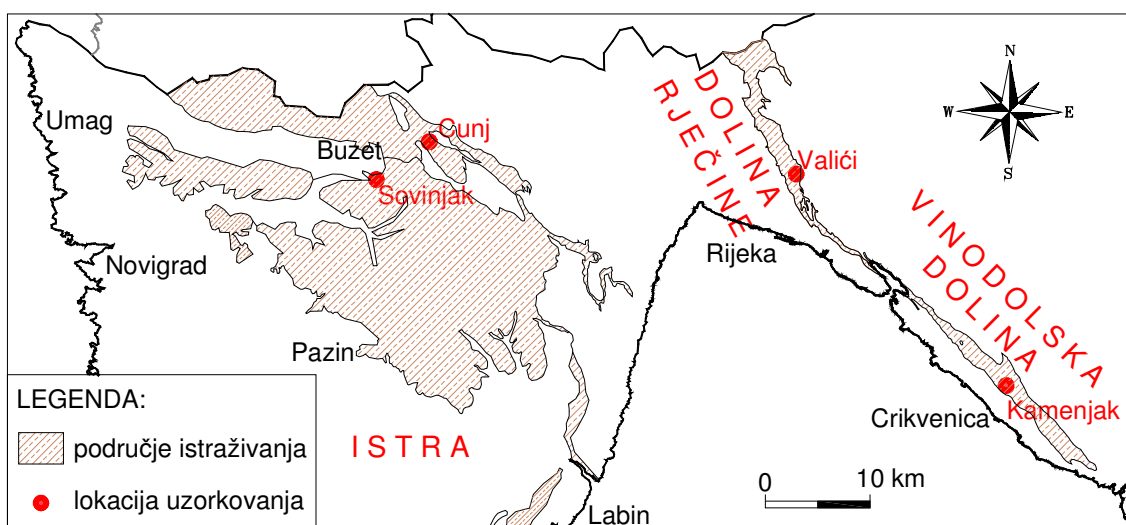 N
W
E
S
Umag
Buzet
Cunj
Sovinjak
DOLINA
RJEČINE
Valići
VINODOLSKA
DOLINA
Novigrad
Rijeka
Pazin
Crikvenica
Kamenjak
ISTRA
Labin
0 10 km
LEGENDA:
područje istraživanja
lokacija uzorkovanja